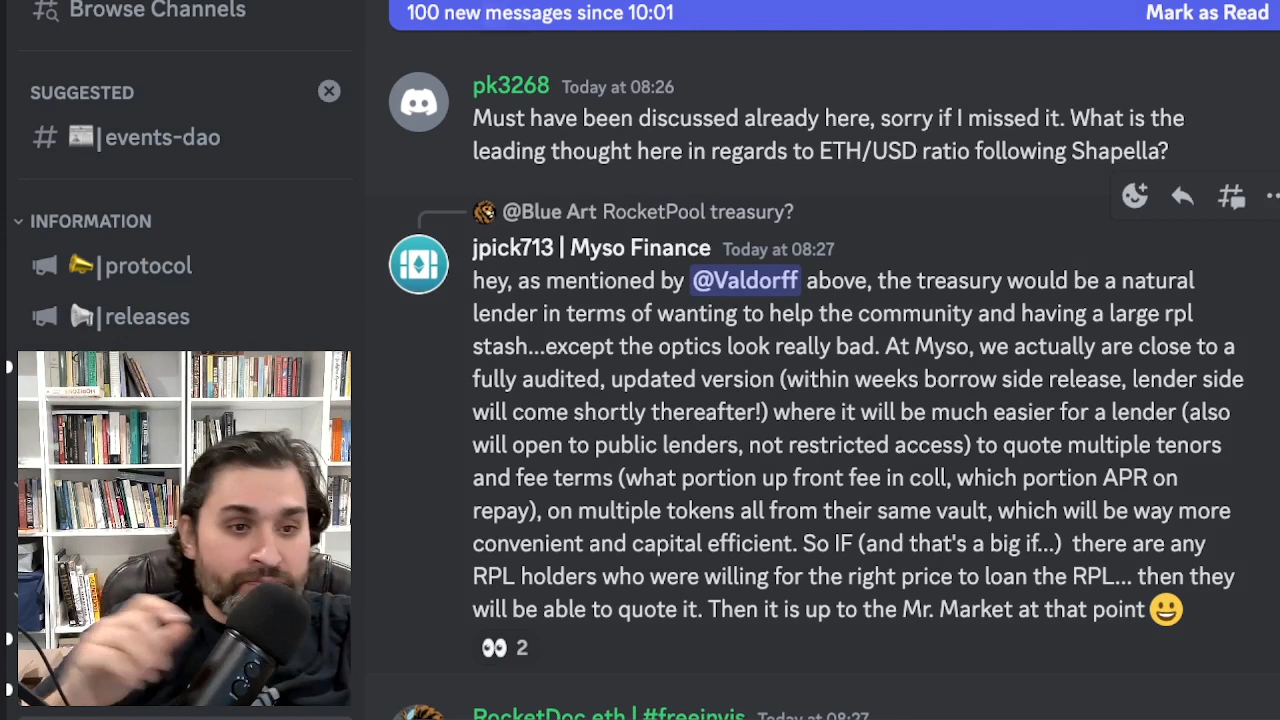 Browse Channels
SUGGESTED
events-dao
INFORMATION
protocol
releases
100 new messages since 10:01
Mark as Read
pk3268 Today at 08:26
Must have been discussed already here, sorry if I missed it. What is the
leading thought here in regards to ETH/USD ratio following Shapella?
@Blue Art RocketPool treasury?
jpick713 | Myso Finance Today at 08:27
hey, as mentioned by @Valdorff above, the treasury would be a natural
lender in terms of wanting to help the community and having a large rpl
stash...except the optics look really bad. At Myso, we actually are close to a
fully audited, updated version (within weeks borrow side release, lender side
will come shortly thereafter!) where it will be much easier for a lender (also
will open to public lenders, not restricted access) to quote multiple tenors
and fee terms (what portion up front fee in coll, which portion APR on
repay), on multiple tokens all from their same vault, which will be way more
convenient and capital efficient. So IF (and that's a big if...) there are any
RPL holders who were willing for the right price to loan the RPL... then they
will be able to quote it. Then it is up to the Mr. Market at that point 😀
👀 2
RocketDoc.eth | #freeinvis Today at 08:27